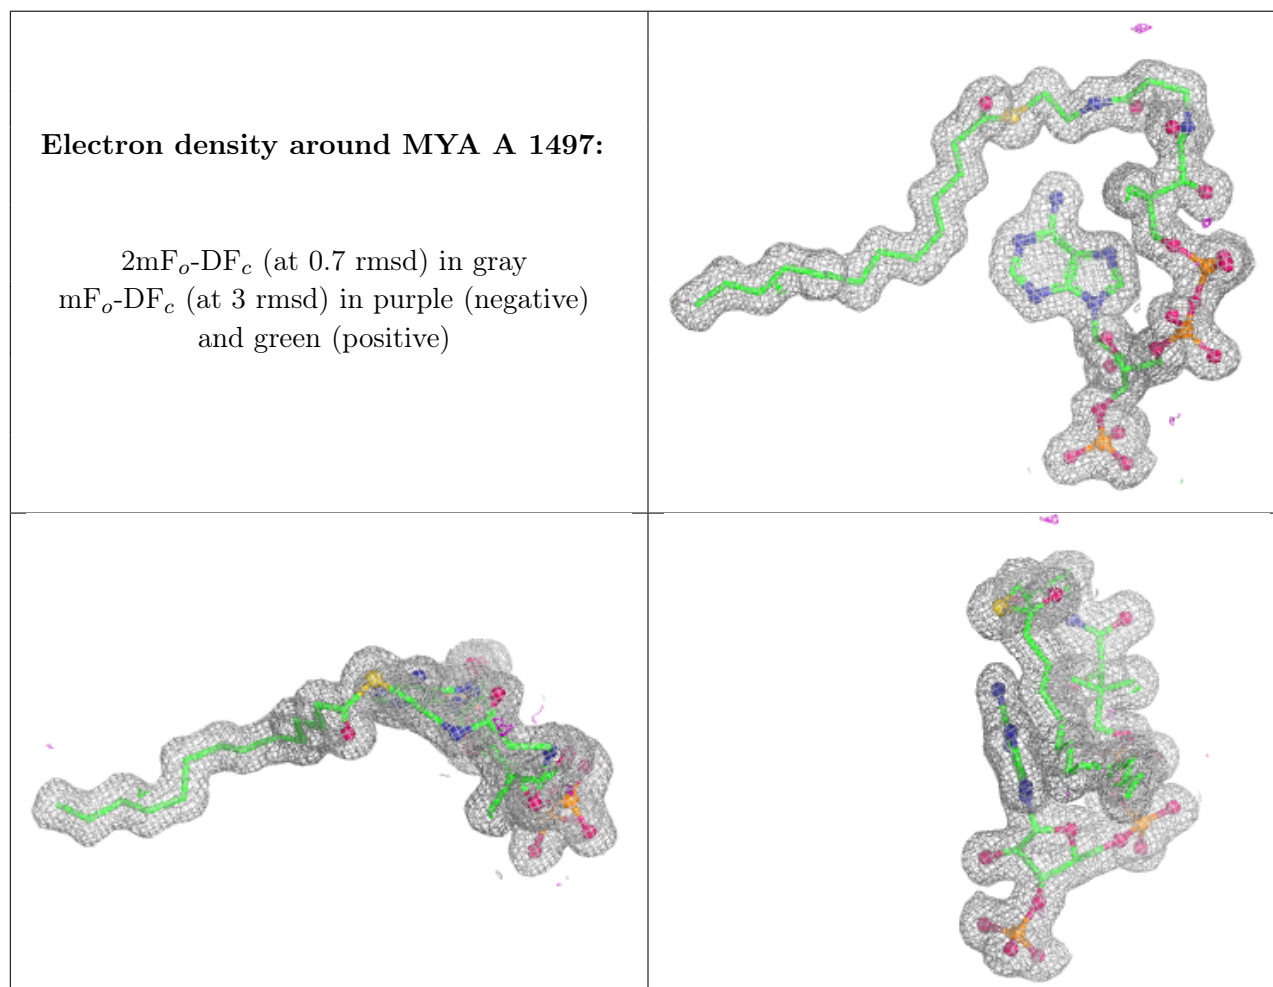 Electron density around MYA A 1497:
2mFo-DFc (at 0.7 rmsd) in gray
mFo-DFc (at 3 rmsd) in purple (negative)
and green (positive)